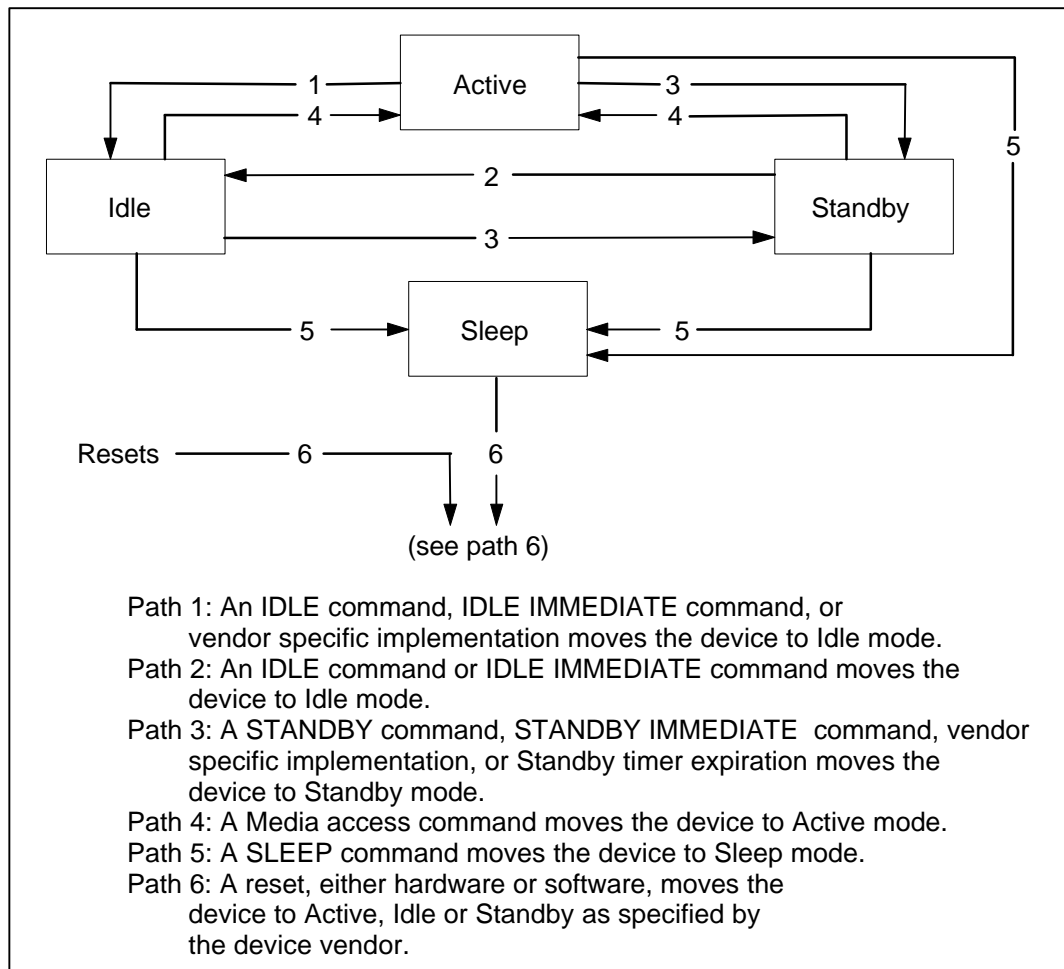 Active
1
3
4
4
5
Idle
2
Standby
3
5
Sleep
5
Resets
6
6
(see path 6)
Path 1: An IDLE command, IDLE IMMEDIATE command, or
vendor specific implementation moves the device to Idle mode.
Path 2: An IDLE command or IDLE IMMEDIATE command moves the
device to Idle mode.
Path 3: A STANDBY command, STANDBY IMMEDIATE command, vendor
specific implementation, or Standby timer expiration moves the
device to Standby mode.
Path 4: A Media access command moves the device to Active mode.
Path 5: A SLEEP command moves the device to Sleep mode.
Path 6: A reset, either hardware or software, moves the
device to Active, Idle or Standby as specified by
the device vendor.